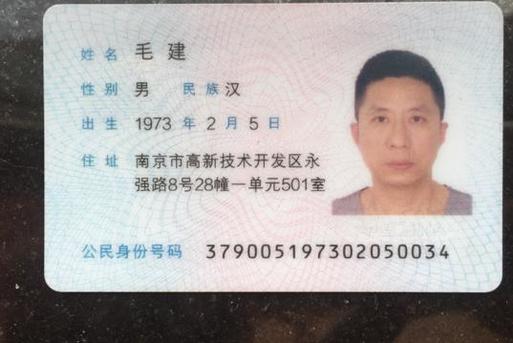 姓名 毛建
性别 男 民族 汉
出生 1973 年 2 月 5 日
住址 南京市高新技术开发区永
强路8号28幢一单元501室
公民身份号码 379005197302050034